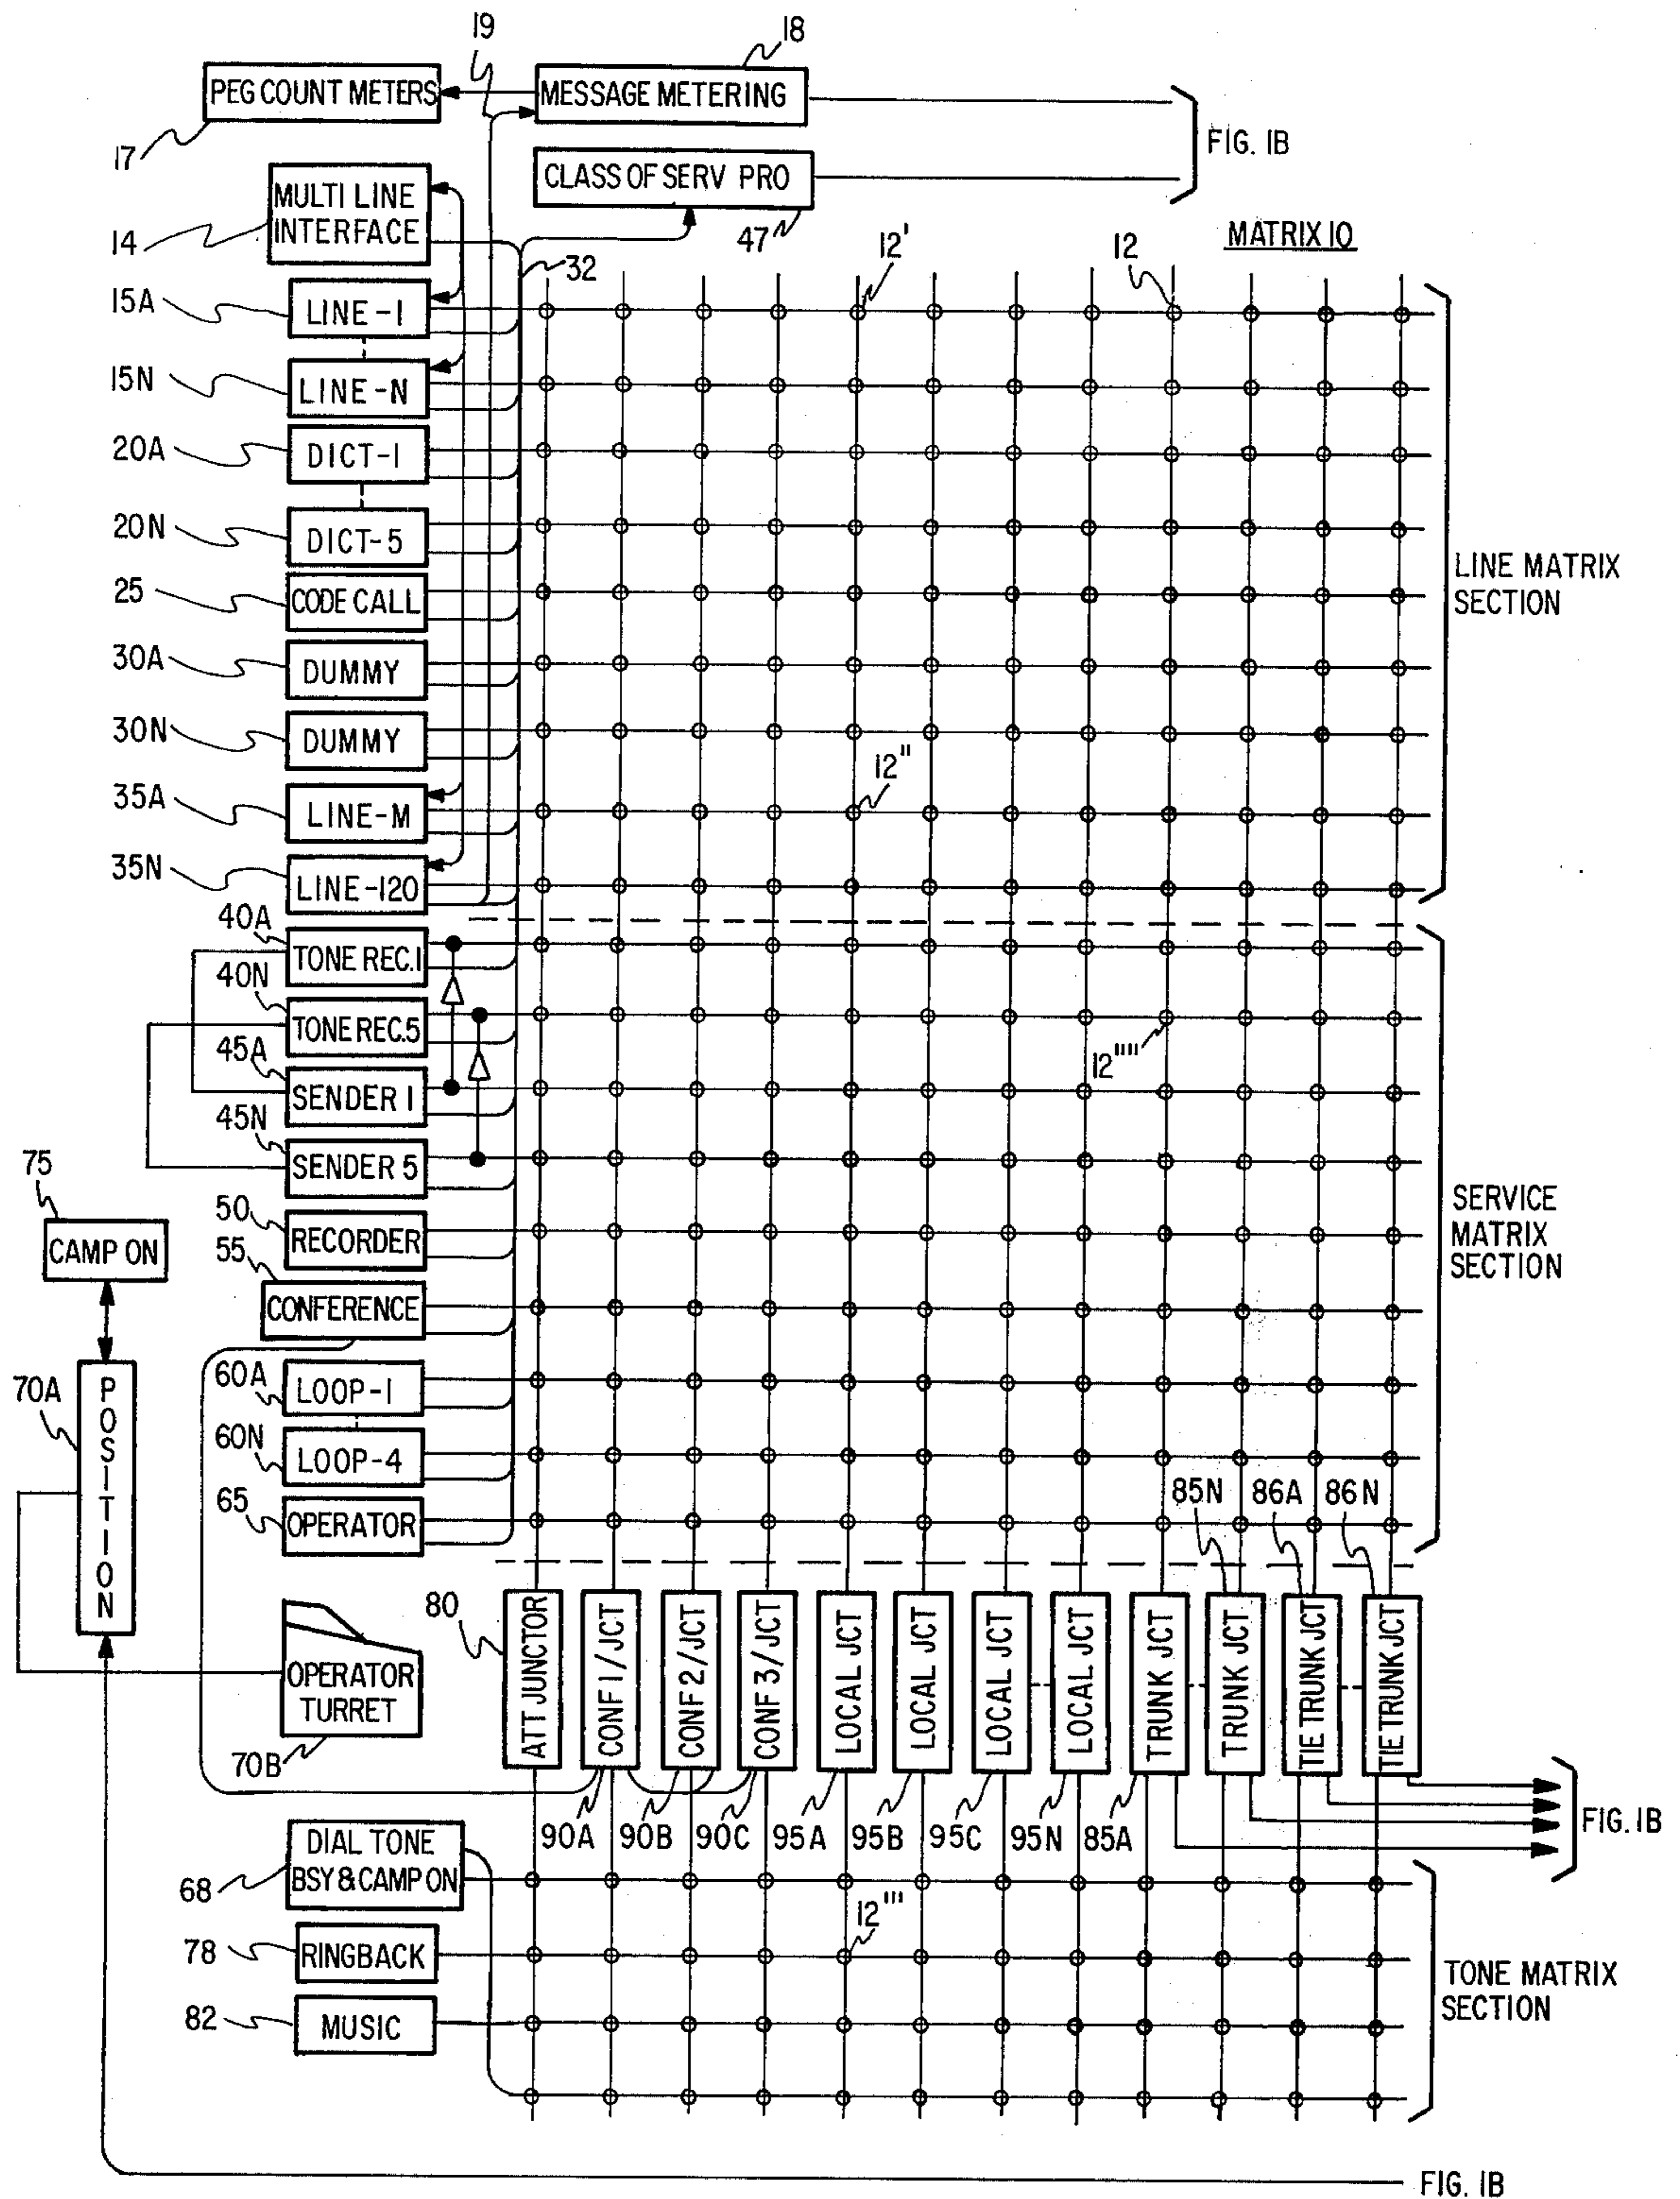 19
18
PEG COUNT METERS
MESSAGE METERING
17
FIG. 1B
CLASS OF SERV PRO
MULTI LINE
INTERFACE
14
47
MATRIX 10
32
12'
12
15A
LINE-1
15N
LINE-N
20A
DICT-1
20N
DICT-5
LINE MATRIX
SECTION
25
CODE CALL
30A
DUMMY
30N
DUMMY
12"
35A
LINE-M
35N
LINE-120
40A
TONE REC.1
40N
TONE REC.5
12""
45A
SENDER 1
45N
SENDER 5
75
CAMP ON
50
RECORDER
SERVICE
MATRIX
SECTION
55
CONFERENCE
70A
POSITION
60A
LOOP-1
60N
LOOP-4
85N
86A
86N
65
OPERATOR
80
ATT JUNCTOR
CONF 1/JCT
CONF 2/JCT
CONF 3/JCT
LOCAL JCT
LOCAL JCT
LOCAL JCT
LOCAL JCT
TRUNK JCT
TRUNK JCT
TIE TRUNK JCT
TIE TRUNK JCT
OPERATOR
TURRET
70B
90A
90B
90C
95A
95B
95C
95N
85A
FIG. 1B
DIAL TONE
BSY & CAMP ON
68
12'''
78
RINGBACK
TONE MATRIX
SECTION
82
MUSIC
FIG. 1B